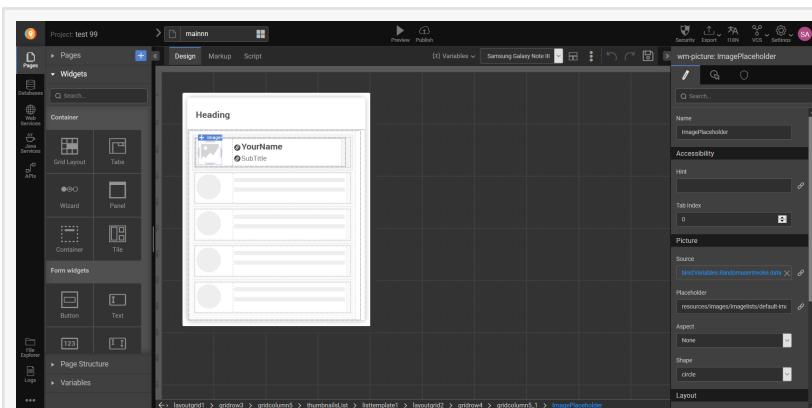 Project: test 99
mainnn
Preview
Publish
Security
Export
I18N
VCS
Settings
SA
Pages
Databases
Web
Services
Java
Services
APIs
File
Explorer
Logs
Pages
Widgets
Search...
Container
Grid Layout
Tabs
Wizard
Panel
Container
Tile
Form widgets
Button
Text
123
Page Structure
Variables
Design
Markup
Script
(X) Variables
Samsung Galaxy Note III
Heading
YourName
SubTitle
layoutgrid1 > gridrow3 > gridcolumn5 > thumbnailsList > listtemplate1 > layoutgrid2 > gridrow4 > gridcolumn5_1 > ImagePlaceholder
wm-picture: ImagePlaceholder
Search...
Name
ImagePlaceholder
Accessibility
Hint
Tab Index
0
Picture
Source
Placeholder
resources/images/imagelists/default-ima
Aspect
None
Shape
circle
Layout